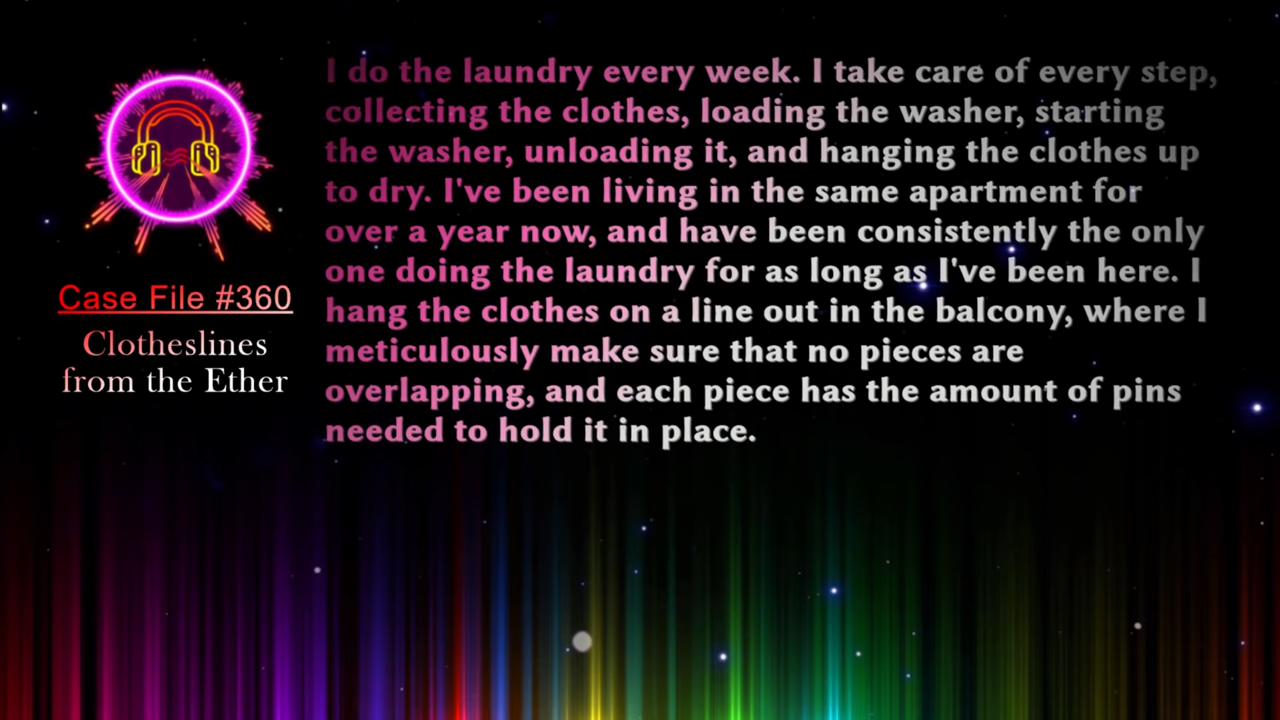 Case File #360
Clotheslines
from the Ether
I do the laundry every week. I take care of every step,
collecting the clothes, loading the washer, starting
the washer, unloading it, and hanging the clothes up
to dry. I've been living in the same apartment for
over a year now, and have been consistently the only
one doing the laundry for as long as I've been here. I
hang the clothes on a line out in the balcony, where I
meticulously make sure that no pieces are
overlapping, and each piece has the amount of pins
needed to hold it in place.